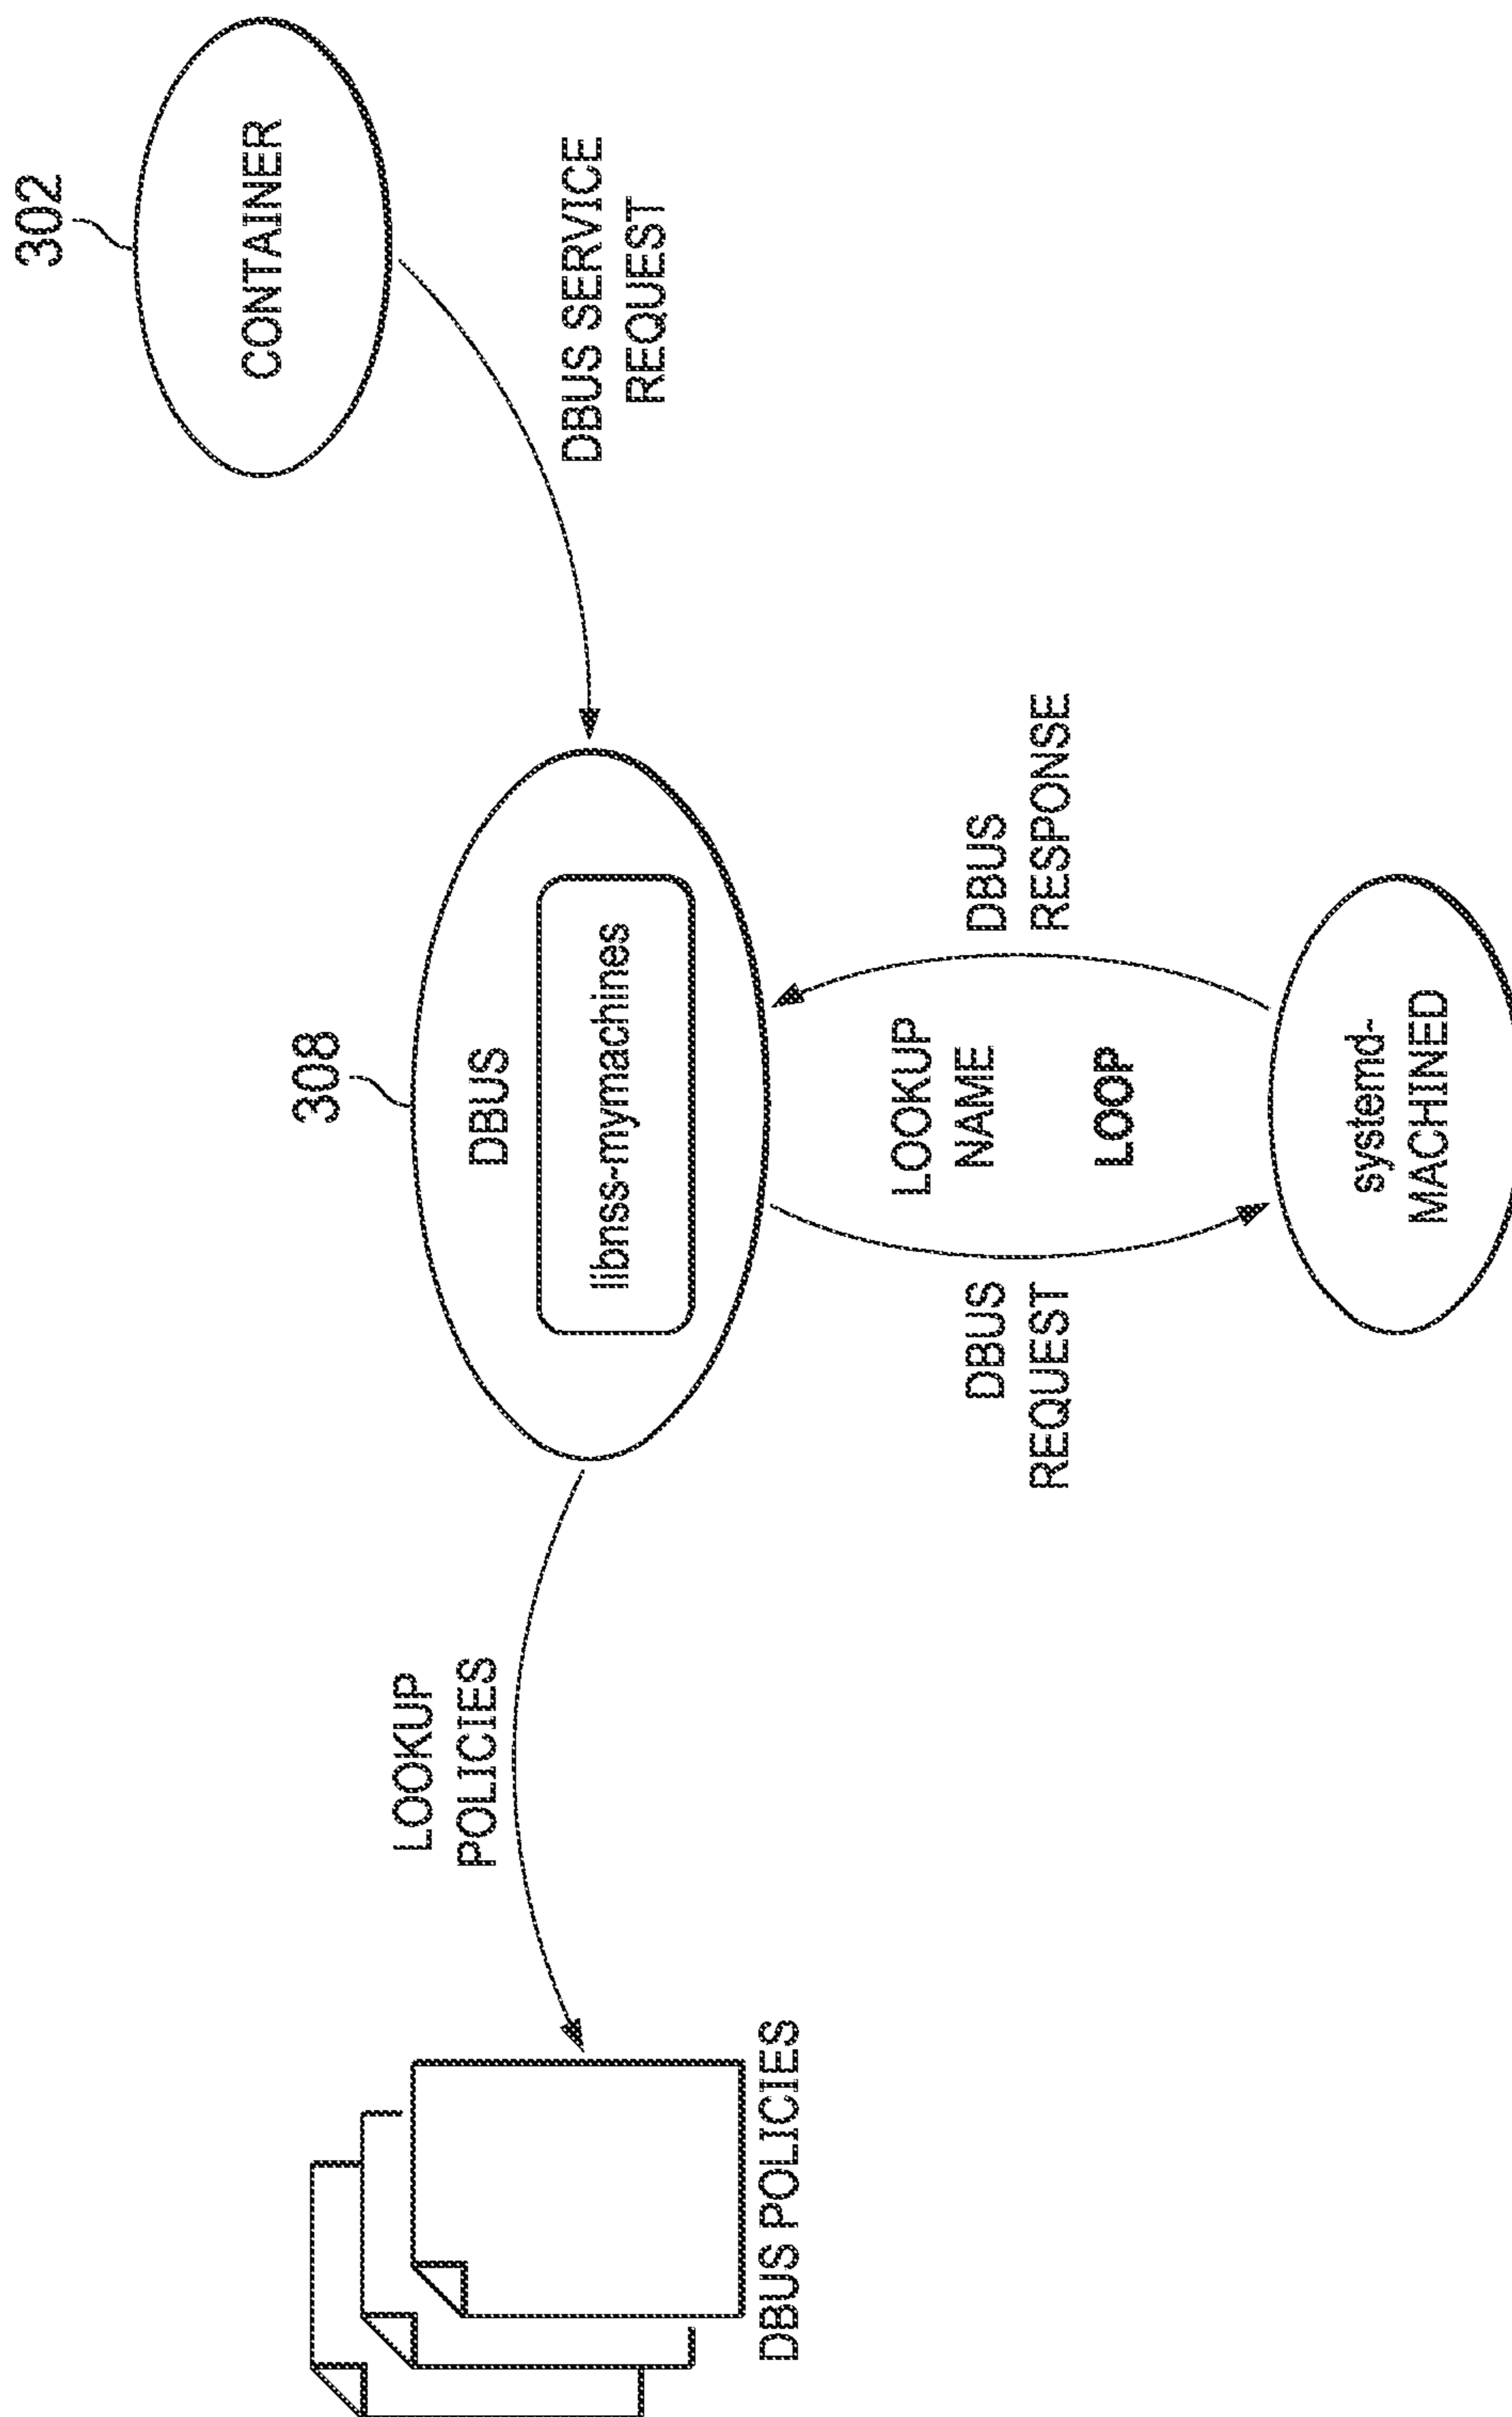 302
CONTAINER
DBUS SERVICE
REQUEST
308
DBUS
libnss-mymachines
LOOKUP
POLICIES
DBUS POLICIES
DBUS
REQUEST
LOOKUP
NAME
LOOP
DBUS
RESPONSE
systemd-
MACHINED